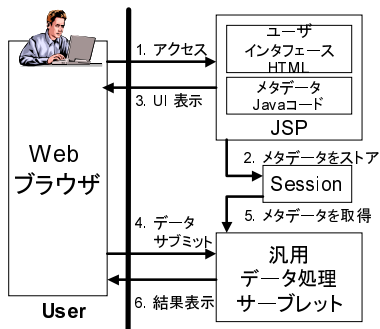 1. アクセス
ユーザ
インタフェース
HTML
メタデータ
Javaコード
JSP
3. UI 表示
Web
ブラウザ
2. メタデータをストア
Session
5. メタデータを取得
4. データ
サブミット
汎用
データ処理
サーブレット
6. 結果表示
User